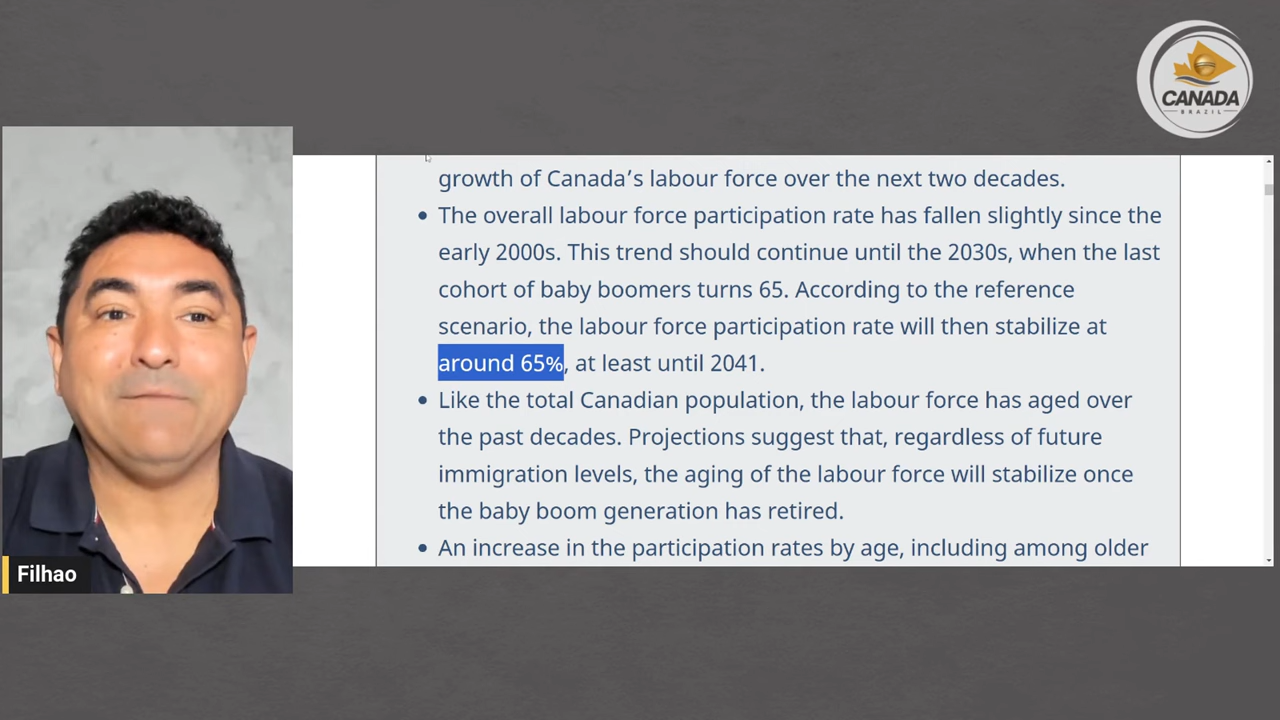 CANADA
BRAZIL
growth of Canada’s labour force over the next two decades.
• The overall labour force participation rate has fallen slightly since the
early 2000s. This trend should continue until the 2030s, when the last
cohort of baby boomers turns 65. According to the reference
scenario, the labour force participation rate will then stabilize at
around 65%, at least until 2041.
• Like the total Canadian population, the labour force has aged over
the past decades. Projections suggest that, regardless of future
immigration levels, the aging of the labour force will stabilize once
the baby boom generation has retired.
• An increase in the participation rates by age, including among older
Filhao